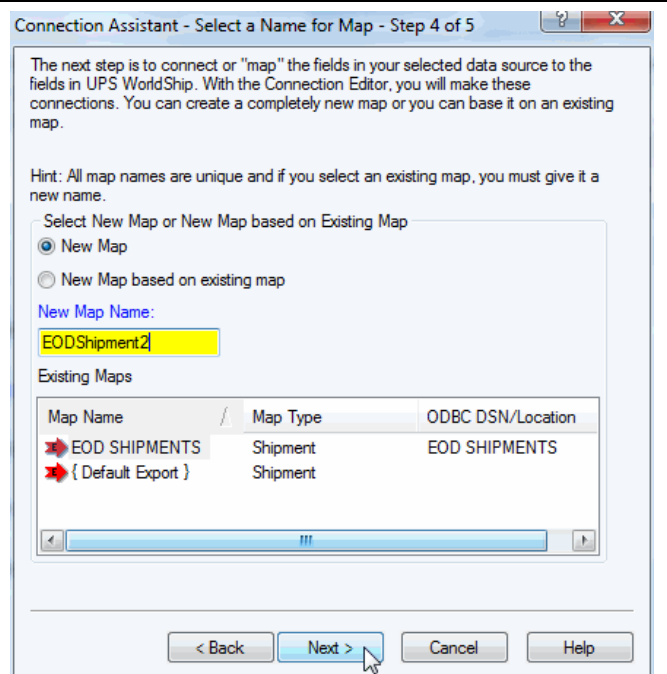 Connection Assistant - Select a Name for Map - Step 4 of 5
The next step is to connect or "map" the fields in your selected data source to the
fields in UPS WorldShip. With the Connection Editor, you will make these
connections. You can create a completely new map or you can base it on an existing
map.
Hint: All map names are unique and if you select an existing map, you must give it a
new name.
Select New Map or New Map based on Existing Map
New Map
New Map based on existing map
New Map Name:
EODShipment2
Existing Maps
Map Name / Map Type ODBC DSN/Location
E EOD SHIPMENTS Shipment EOD SHIPMENTS
E { Default Export } Shipment
< Back Next > Cancel Help